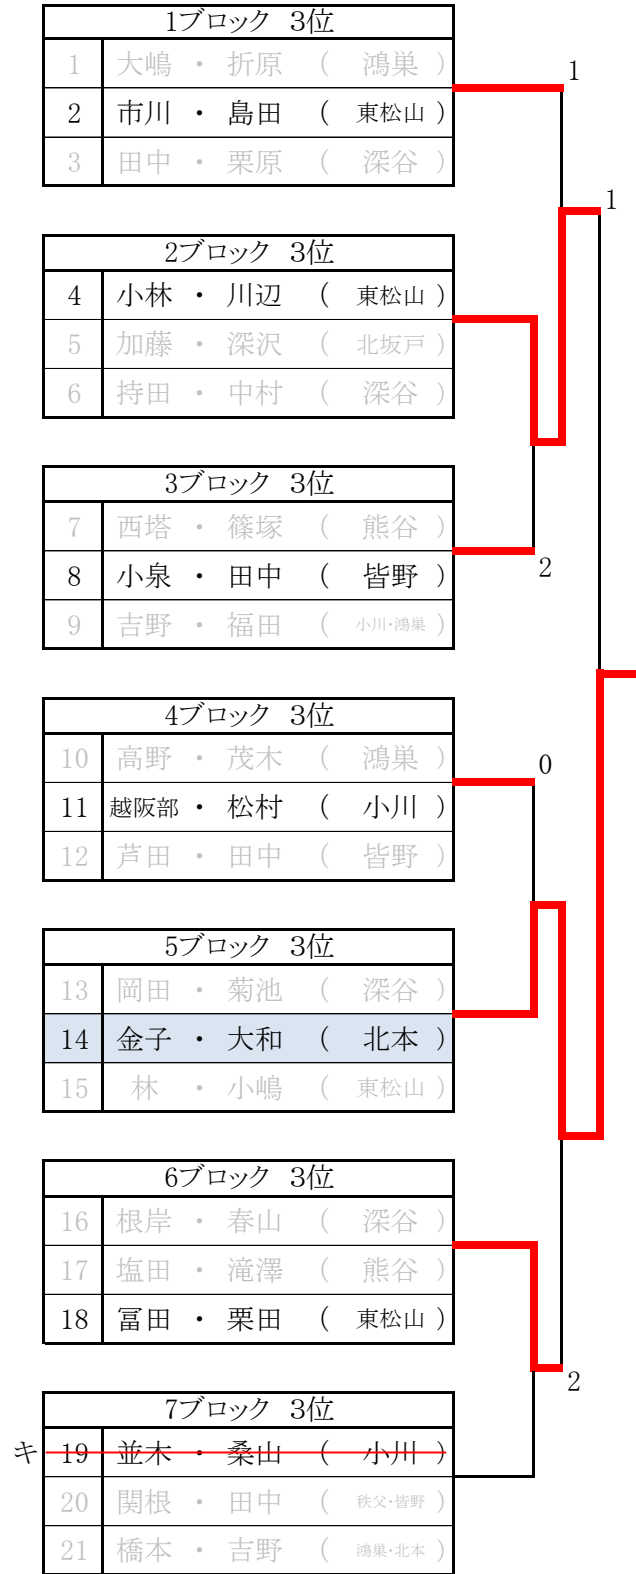 1ブロック 3位
1 大嶋 ・ 折原 ( 鴻巣 )
1
2 市川 ・ 島田 ( 東松山 )
3 田中 ・ 栗原 ( 深谷 )
1
2ブロック 3位
4 小林 ・ 川辺 ( 東松山 )
5 加藤 ・ 深沢 ( 北坂戸 )
6 持田 ・ 中村 ( 深谷 )
3ブロック 3位
7 西塔 ・ 篠塚 ( 熊谷 )
8 小泉 ・ 田中 ( 皆野 )
2
9 吉野 ・ 福田 ( 小川・鴻巣 )
4ブロック 3位
10 高野 ・ 茂木 ( 鴻巣 )
0
11 越阪部 ・ 松村 ( 小川 )
12 芦田 ・ 田中 ( 皆野 )
5ブロック 3位
13 岡田 ・ 菊池 ( 深谷 )
14 金子 ・ 大和 ( 北本 )
15 林 ・ 小嶋 ( 東松山 )
6ブロック 3位
16 根岸 ・ 春山 ( 深谷 )
17 塩田 ・ 滝澤 ( 熊谷 )
18 冨田 ・ 栗田 ( 東松山 )
2
7ブロック 3位
キ 19 並木 ・ 桑山 ( 小川 )
20 関根 ・ 田中 ( 秩父・皆野 )
21 橋本 ・ 吉野 ( 鴻巣・北本 )